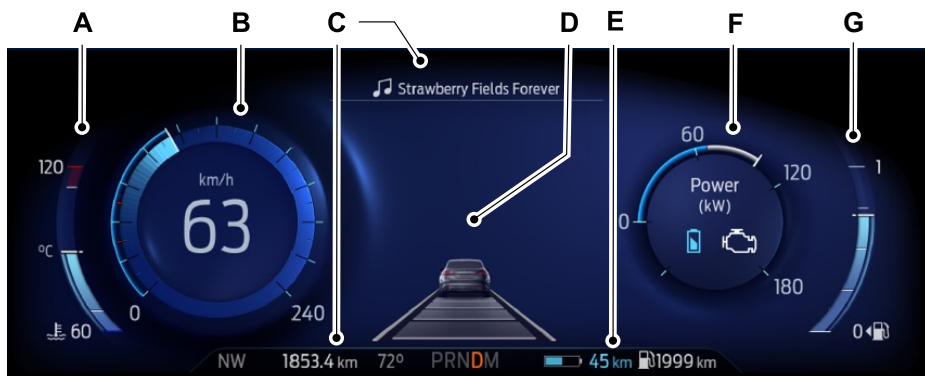 A B C D E F G
Strawberry Fields Forever
120
°C
60
km/h
63
0
240
60
120
180
0
Power
(kW)
1
0
NW 1853.4 km 72° PRNDM 45 km 1999 km